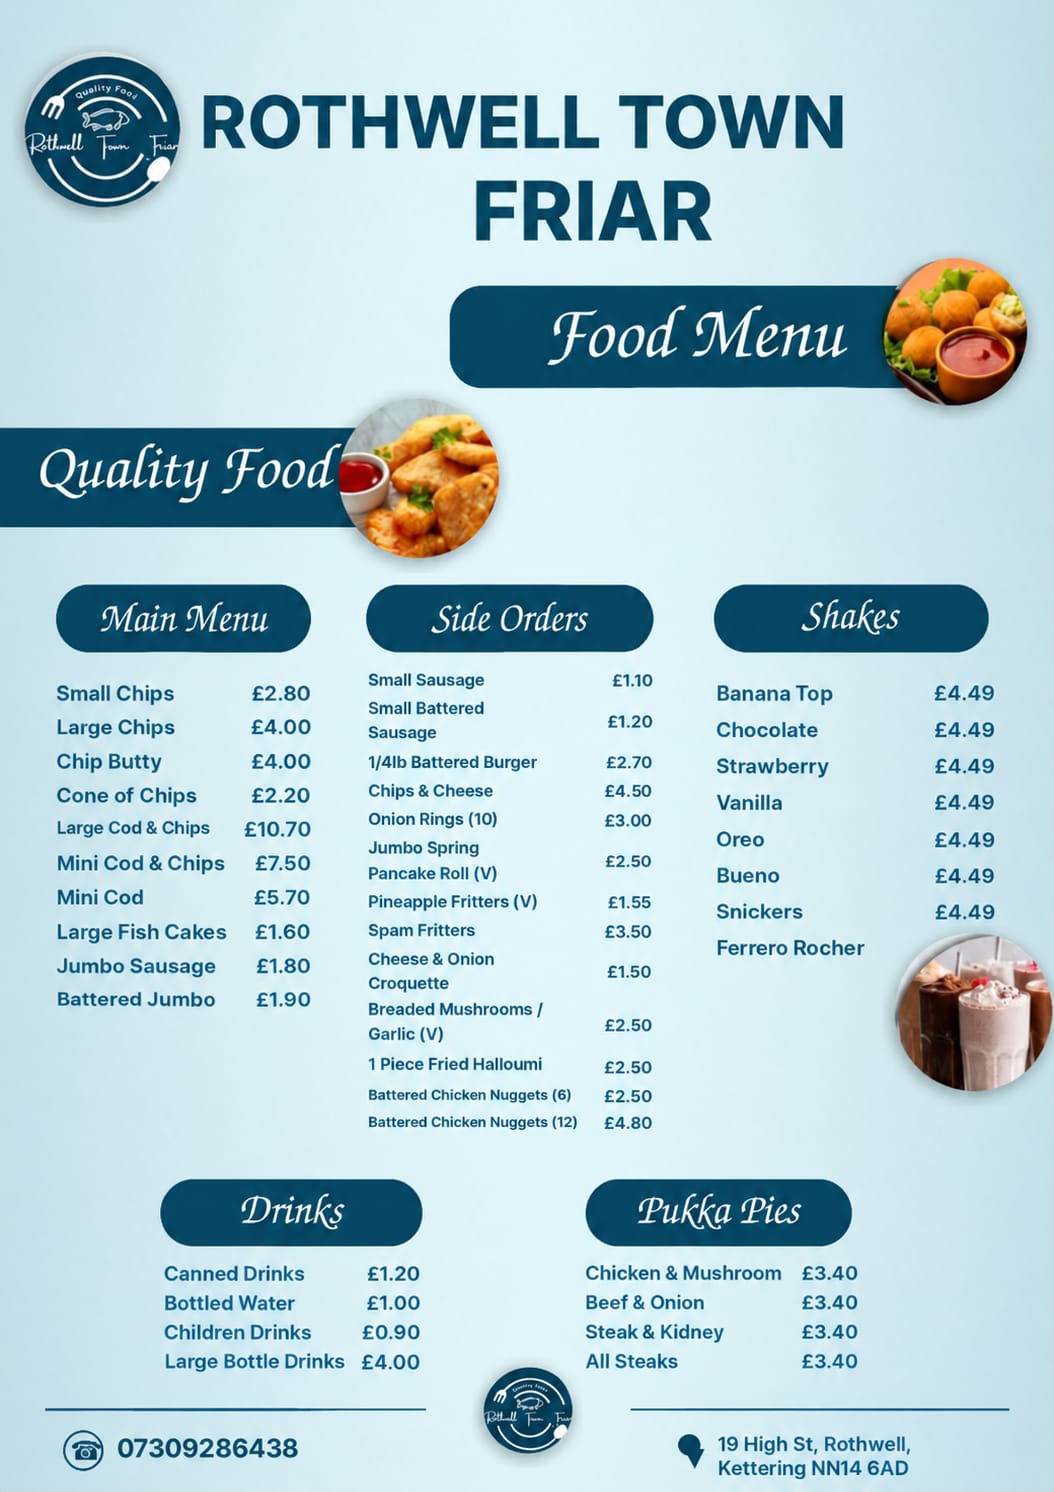 Quality Food
Rothwell Town Friar
ROTHWELL TOWN
FRIAR
Food Menu
Quality Food
Main Menu
Small Chips £2.80
Large Chips £4.00
Chip Butty £4.00
Cone of Chips £2.20
Large Cod & Chips £10.70
Mini Cod & Chips £7.50
Mini Cod £5.70
Large Fish Cakes £1.60
Jumbo Sausage £1.80
Battered Jumbo £1.90
Side Orders
Small Sausage £1.10
Small Battered
Sausage £1.20
1/4lb Battered Burger £2.70
Chips & Cheese £4.50
Onion Rings (10) £3.00
Jumbo Spring
Pancake Roll (V) £2.50
Pineapple Fritters (V) £1.55
Spam Fritters £3.50
Cheese & Onion
Croquette £1.50
Breaded Mushrooms /
Garlic (V) £2.50
1 Piece Fried Halloumi £2.50
Battered Chicken Nuggets (6) £2.50
Battered Chicken Nuggets (12) £4.80
Shakes
Banana Top £4.49
Chocolate £4.49
Strawberry £4.49
Vanilla £4.49
Oreo £4.49
Bueno £4.49
Snickers £4.49
Ferrero Rocher
Drinks
Canned Drinks £1.20
Bottled Water £1.00
Children Drinks £0.90
Large Bottle Drinks £4.00
Pukka Pies
Chicken & Mushroom £3.40
Beef & Onion £3.40
Steak & Kidney £3.40
All Steaks £3.40
Rothwell Town Friar
07309286438
19 High St, Rothwell,
Kettering NN14 6AD